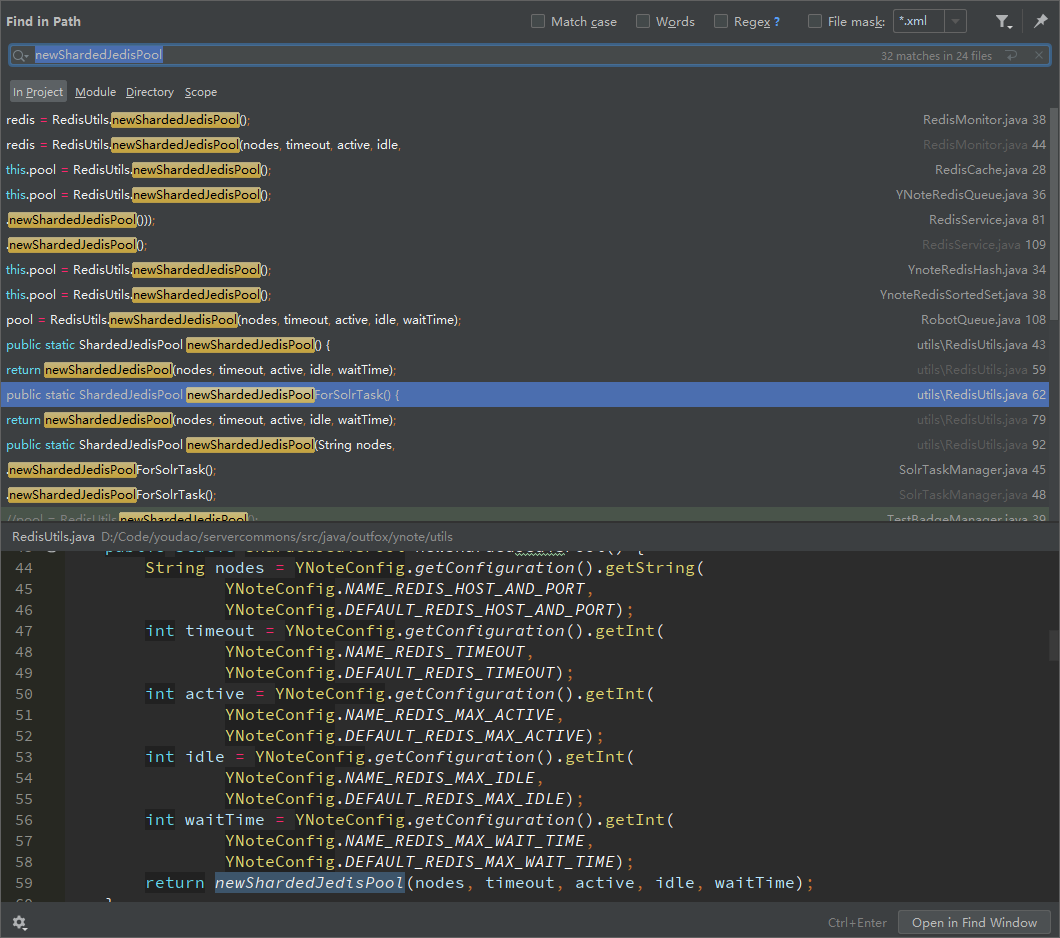 Find in Path Match case Words Regex ? File mask: *.xml
newShardedJedisPool 32 matches in 24 files
In Project Module Directory Scope
redis = RedisUtils.newShardedJedisPool(); RedisMonitor.java 38
redis = RedisUtils.newShardedJedisPool(nodes, timeout, active, idle, RedisMonitor.java 44
this.pool = RedisUtils.newShardedJedisPool(); RedisCache.java 28
this.pool = RedisUtils.newShardedJedisPool(); YNoteRedisQueue.java 36
.newShardedJedisPool())); RedisService.java 81
.newShardedJedisPool(); RedisService.java 109
this.pool = RedisUtils.newShardedJedisPool(); YnoteRedisHash.java 34
this.pool = RedisUtils.newShardedJedisPool(); YnoteRedisSortedSet.java 38
pool = RedisUtils.newShardedJedisPool(nodes, timeout, active, idle, waitTime); RobotQueue.java 108
public static ShardedJedisPool newShardedJedisPool() { utils\RedisUtils.java 43
return newShardedJedisPool(nodes, timeout, active, idle, waitTime); utils\RedisUtils.java 59
public static ShardedJedisPool newShardedJedisPoolForSolrTask() { utils\RedisUtils.java 62
return newShardedJedisPool(nodes, timeout, active, idle, waitTime); utils\RedisUtils.java 79
public static ShardedJedisPool newShardedJedisPool(String nodes, utils\RedisUtils.java 92
.newShardedJedisPoolForSolrTask(); SolrTaskManager.java 45
.newShardedJedisPoolForSolrTask(); SolrTaskManager.java 48
//pool = RedisUtils.newShardedJedisPool(); TestBadgeManager.java 39
RedisUtils.java D:/Code/youdao/servercommons/src/java/outfox/ynote/utils
43 public static ShardedJedisPool newShardedJedisPool() {
44 String nodes = YNoteConfig.getConfiguration().getString(
45 YNoteConfig.NAME_REDIS_HOST_AND_PORT,
46 YNoteConfig.DEFAULT_REDIS_HOST_AND_PORT);
47 int timeout = YNoteConfig.getConfiguration().getInt(
48 YNoteConfig.NAME_REDIS_TIMEOUT,
49 YNoteConfig.DEFAULT_REDIS_TIMEOUT);
50 int active = YNoteConfig.getConfiguration().getInt(
51 YNoteConfig.NAME_REDIS_MAX_ACTIVE,
52 YNoteConfig.DEFAULT_REDIS_MAX_ACTIVE);
53 int idle = YNoteConfig.getConfiguration().getInt(
54 YNoteConfig.NAME_REDIS_MAX_IDLE,
55 YNoteConfig.DEFAULT_REDIS_MAX_IDLE);
56 int waitTime = YNoteConfig.getConfiguration().getInt(
57 YNoteConfig.NAME_REDIS_MAX_WAIT_TIME,
58 YNoteConfig.DEFAULT_REDIS_MAX_WAIT_TIME);
59 return newShardedJedisPool(nodes, timeout, active, idle, waitTime);
Ctrl+Enter Open in Find Window